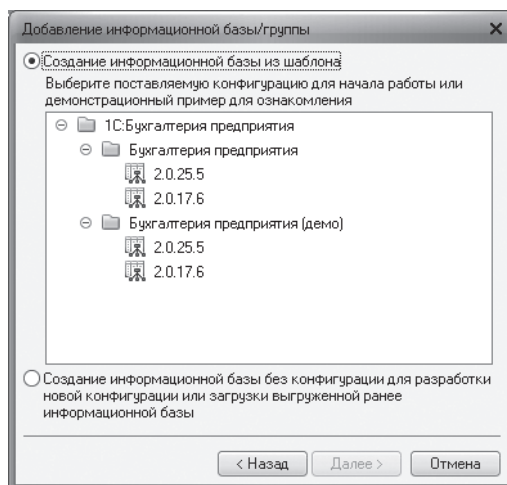 Добавление информационной базы/группы
Создание информационной базы из шаблона
Выберите поставляемую конфигурацию для начала работы или
демонстрационный пример для ознакомления
1С:Бухгалтерия предприятия
Бухгалтерия предприятия
2.0.25.5
2.0.17.6
Бухгалтерия предприятия (демо)
2.0.25.5
2.0.17.6
Создание информационной базы без конфигурации для разработки
новой конфигурации или загрузки выгруженной ранее
информационной базы
< Назад Далее > Отмена